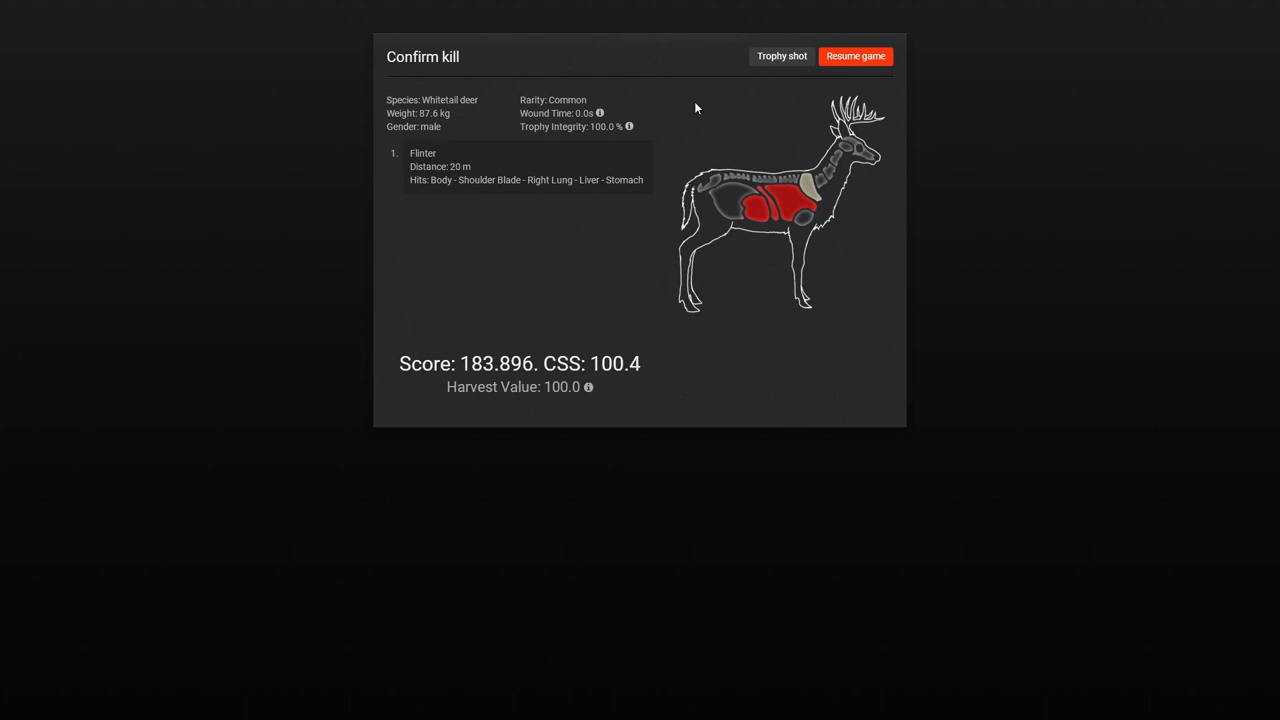 Confirm kill
Trophy shot
Resume game
Species: Whitetail deer
Weight: 87.6 kg
Gender: male
Rarity: Common
Wound Time: 0.0s
Trophy Integrity: 100.0 %
1. Flinter
Distance: 20 m
Hits: Body - Shoulder Blade - Right Lung - Liver - Stomach
Score: 183.896. CSS: 100.4
Harvest Value: 100.0